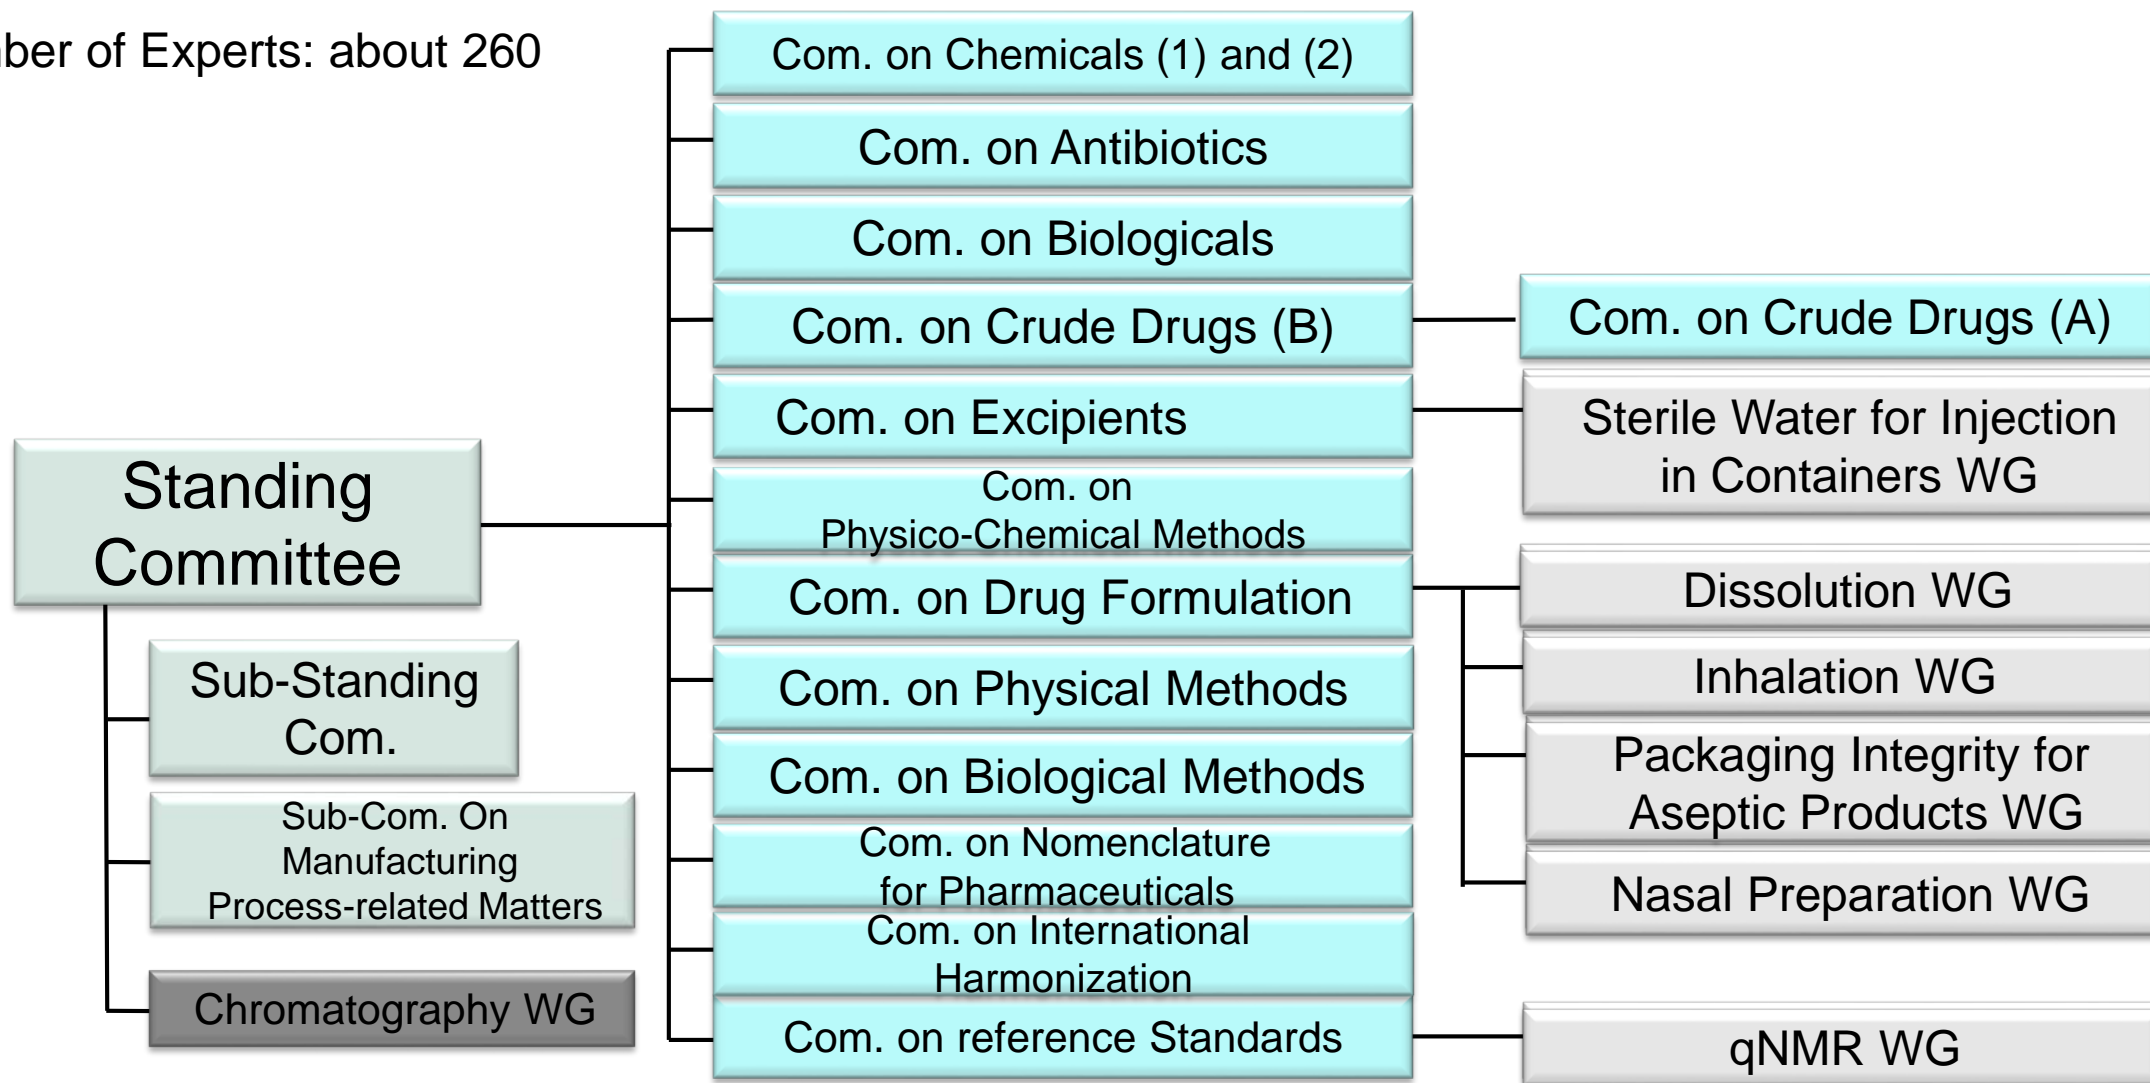 ber of Experts: about 260
Com. on Chemicals (1) and (2)
Com. on Antibiotics
Com. on Biologicals
Com. on Crude Drugs (B)
Com. on Crude Drugs (A)
Com. on Excipients
Sterile Water for Injection
in Containers WG
Standing
Committee
Com. on
Physico-Chemical Methods
Com. on Drug Formulation
Dissolution WG
Inhalation WG
Packaging Integrity for
Aseptic Products WG
Nasal Preparation WG
Sub-Standing
Com.
Com. on Physical Methods
Com. on Biological Methods
Sub-Com. On
Manufacturing
Process-related Matters
Com. on Nomenclature
for Pharmaceuticals
Com. on International
Harmonization
Chromatography WG
Com. on reference Standards
qNMR WG